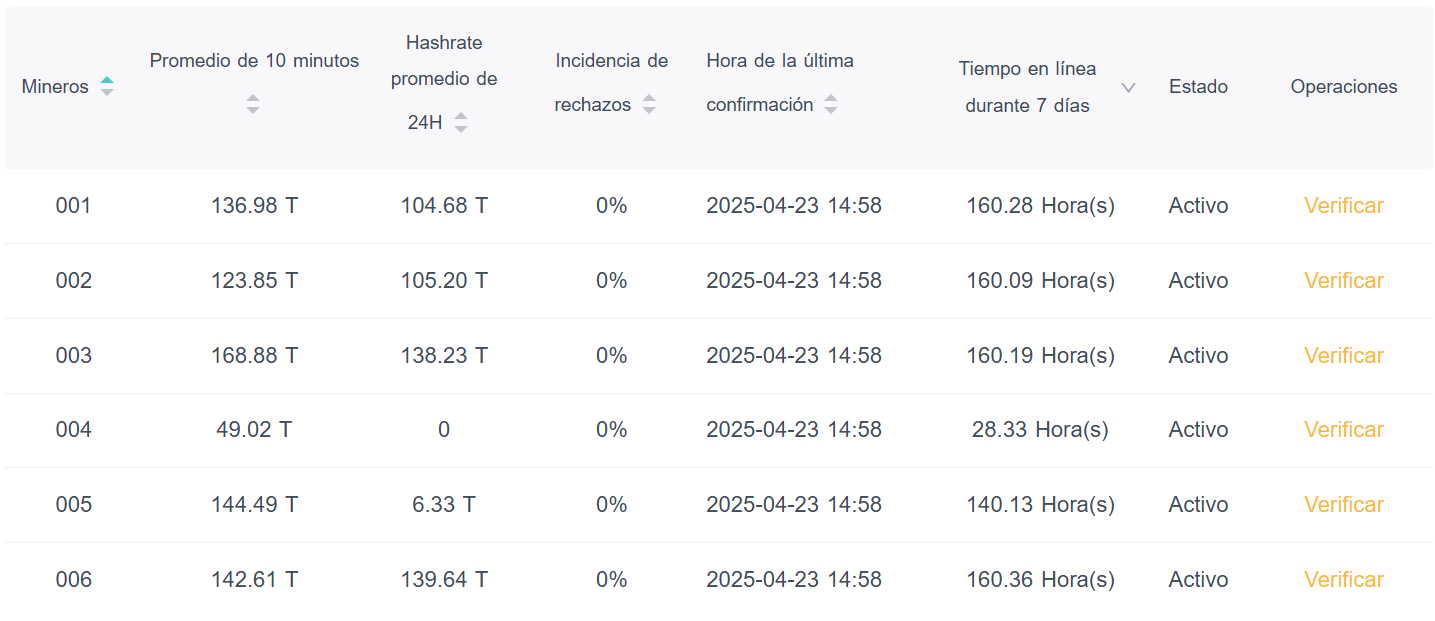 Mineros
Promedio de 10 minutos
Hashrate
promedio de
24H
Incidencia de
rechazos
Hora de la última
confirmación
Tiempo en línea
durante 7 días
Estado
Operaciones
001 136.98 T 104.68 T 0% 2025-04-23 14:58 160.28 Hora(s) Activo Verificar
002 123.85 T 105.20 T 0% 2025-04-23 14:58 160.09 Hora(s) Activo Verificar
003 168.88 T 138.23 T 0% 2025-04-23 14:58 160.19 Hora(s) Activo Verificar
004 49.02 T 0 0% 2025-04-23 14:58 28.33 Hora(s) Activo Verificar
005 144.49 T 6.33 T 0% 2025-04-23 14:58 140.13 Hora(s) Activo Verificar
006 142.61 T 139.64 T 0% 2025-04-23 14:58 160.36 Hora(s) Activo Verificar